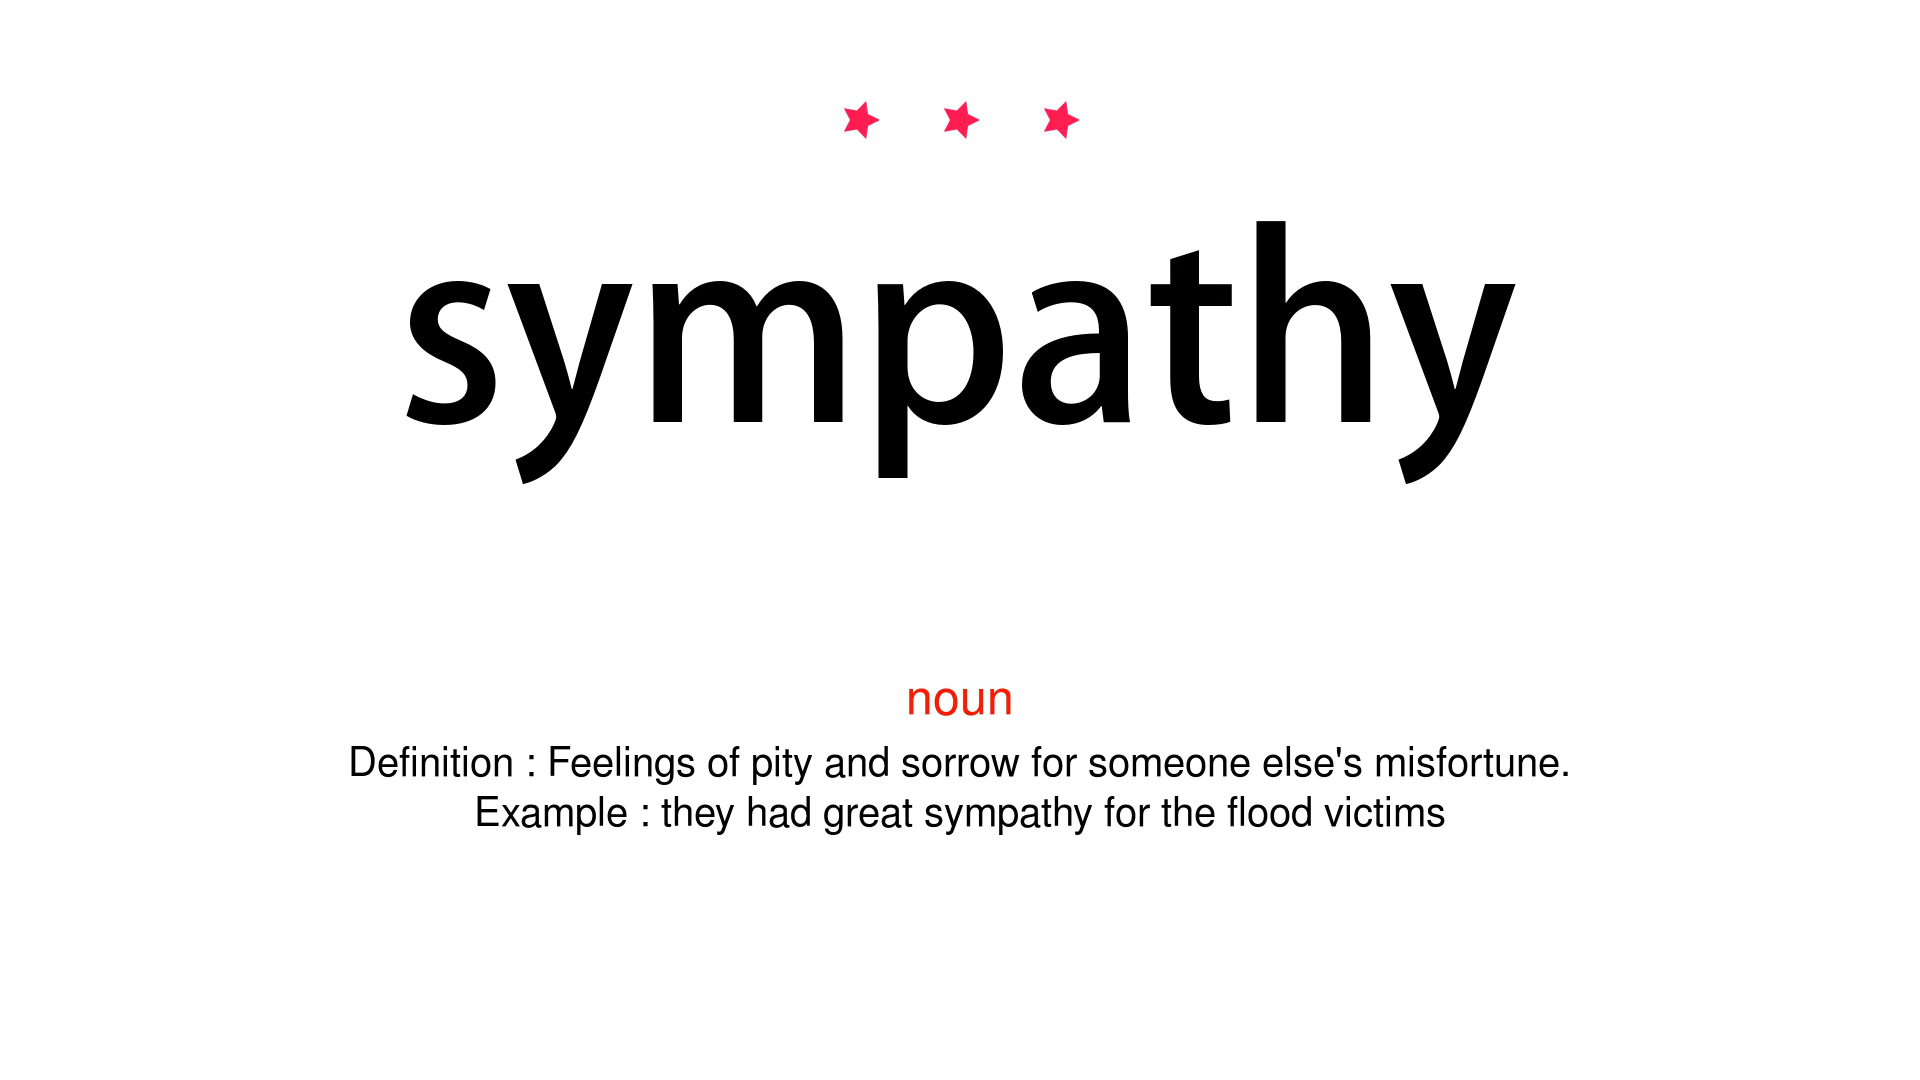 sympathy
noun
Definition : Feelings of pity and sorrow for someone else's misfortune.
Example : they had great sympathy for the flood victims